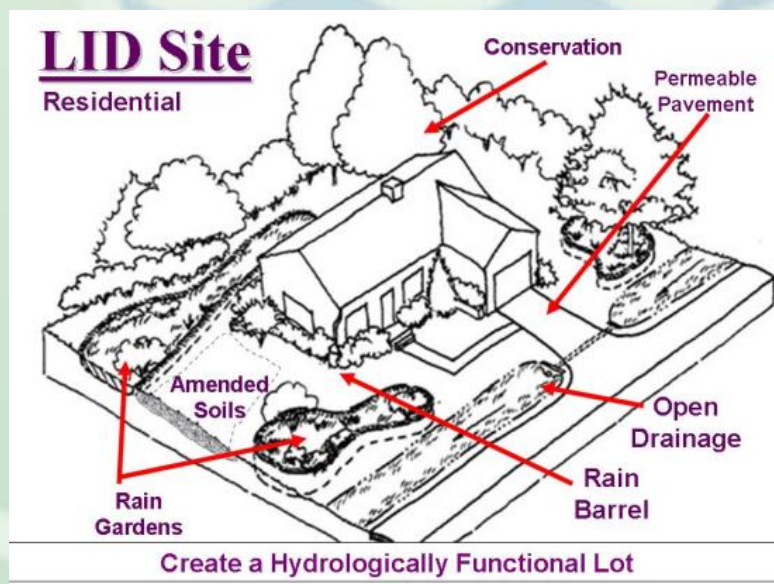 LID Site
Residential
Conservation
Permeable
Pavement
Amended
Soils
Open
Drainage
Rain
Barrel
Rain
Gardens
Create a Hydrologically Functional Lot